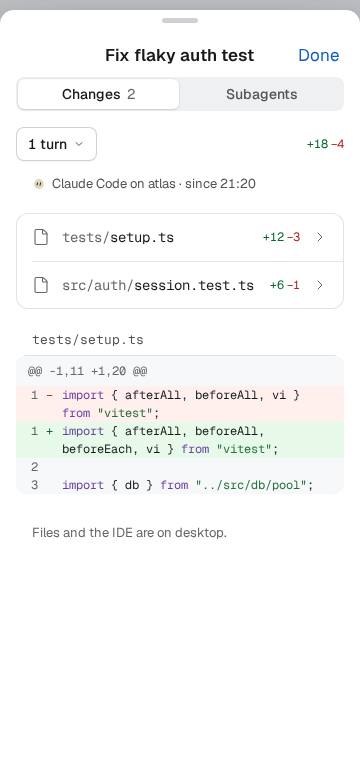 Fix flaky auth test
Done
Changes 2
Subagents
1 turn
+18 −4
Claude Code on atlas · since 21:20
tests/setup.ts
+12 −3
src/auth/session.test.ts
+6 −1
tests/setup.ts
@@ -1,11 +1,20 @@
1 − import { afterAll, beforeAll, vi }
from "vitest";
1 + import { afterAll, beforeAll,
beforeEach, vi } from "vitest";
2
3 import { db } from "../src/db/pool";
Files and the IDE are on desktop.